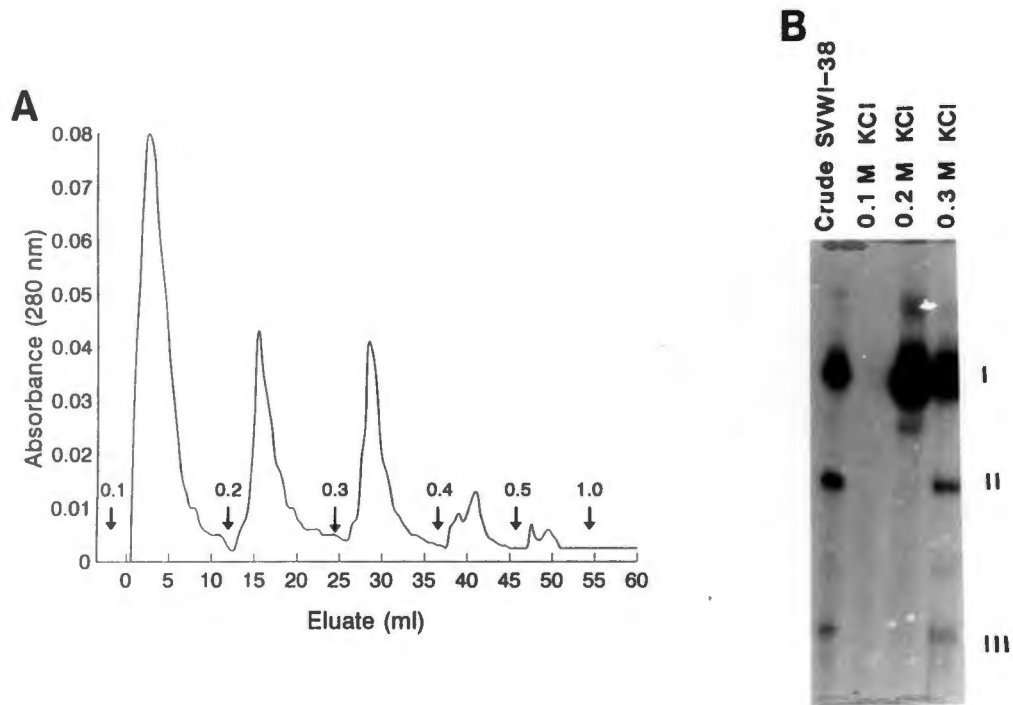 A
Absorbance (280 nm)
0.08
0.07
0.06
0.05
0.04
0.03
0.02
0.01
0
0.1
0.2
0.3
0.4
0.5
1.0
0 5 10 15 20 25 30 35 40 45 50 55 60
Eluate (ml)
B
Crude SVWI-38
0.1 M KCl
0.2 M KCl
0.3 M KCl
I
II
III